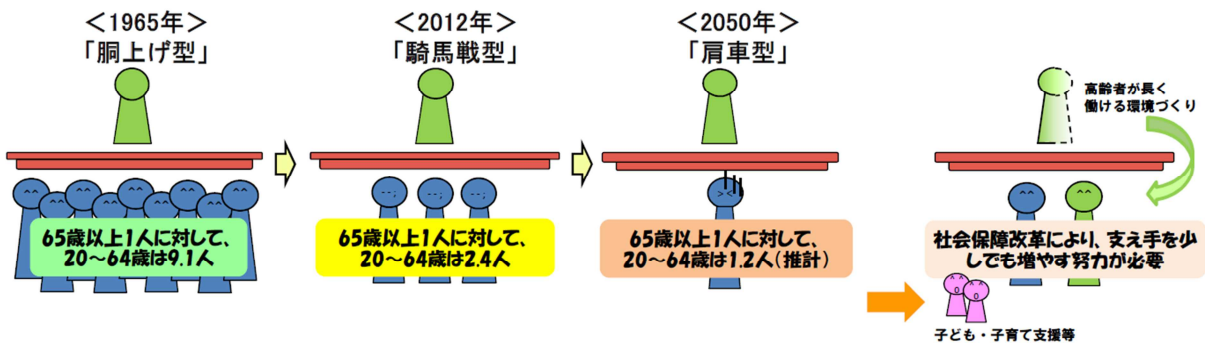 ＜1965年＞
「胴上げ型」
65歳以上1人に対して、
20～64歳は9.1人
＜2012年＞
「騎馬戦型」
65歳以上1人に対して、
20～64歳は2.4人
＜2050年＞
「肩車型」
65歳以上1人に対して、
20～64歳は1.2人（推計）
高齢者が長く
働ける環境づくり
社会保障改革により、支え手を少
しでも増やす努力が必要
子ども・子育て支援等